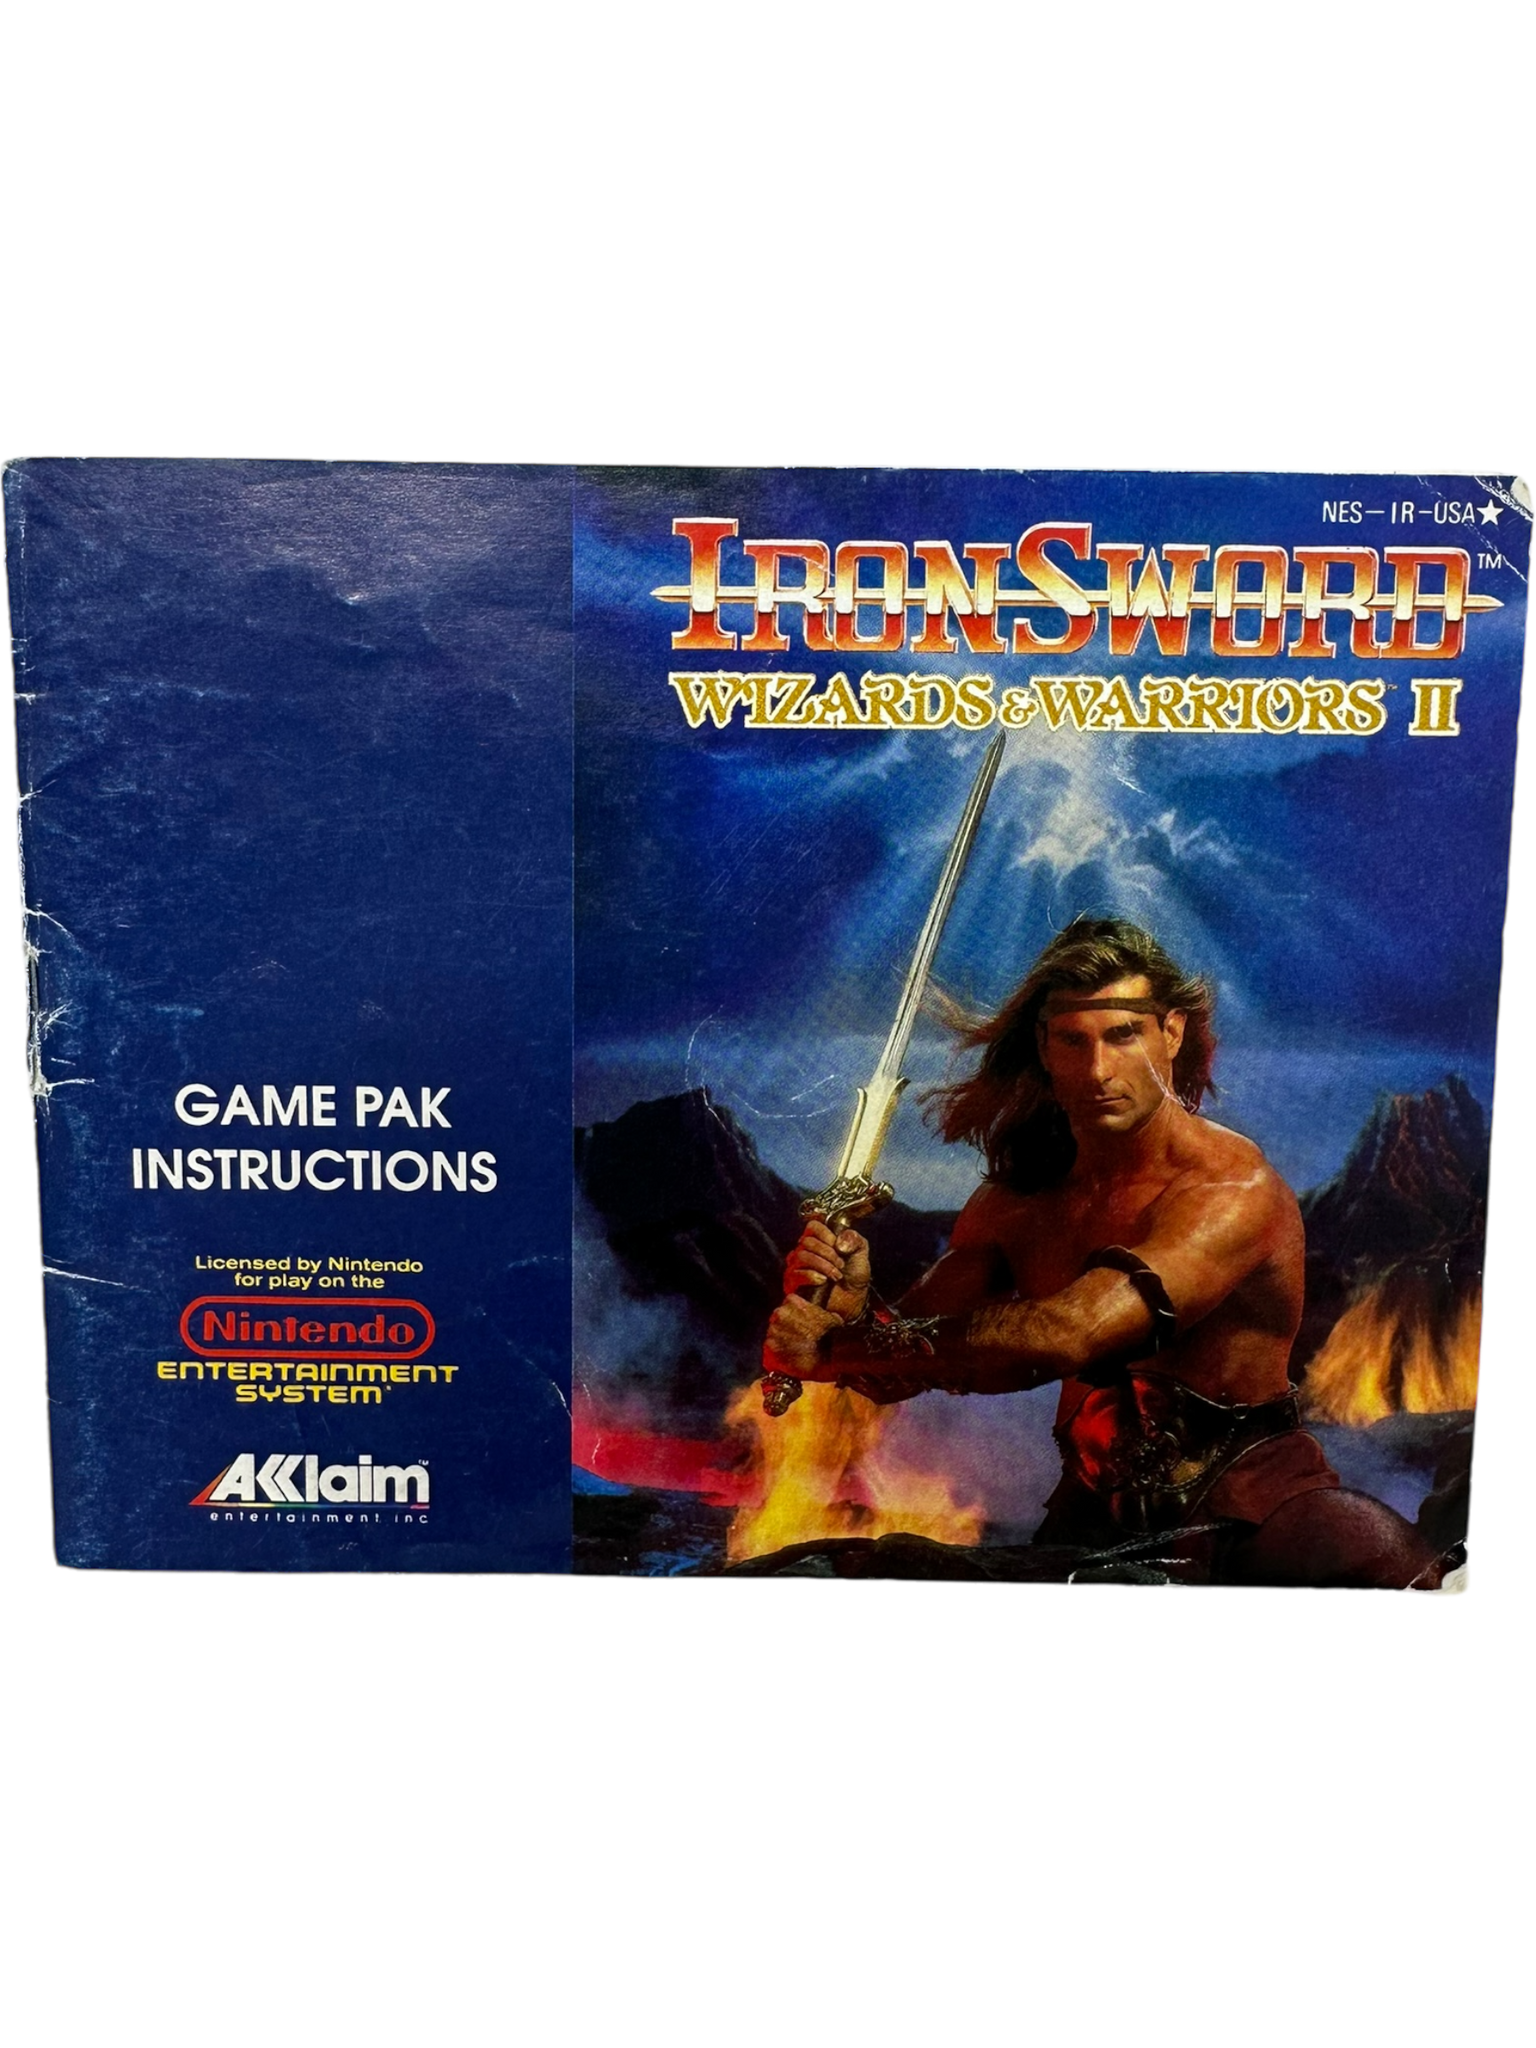 NES-IR-USA★
IRONSWORD™
WIZARDS & WARRIORS™ II
GAME PAK
INSTRUCTIONS
Licensed by Nintendo
for play on the
Nintendo
ENTERTAINMENT
SYSTEM®
AKKlaim™
entertainment, inc